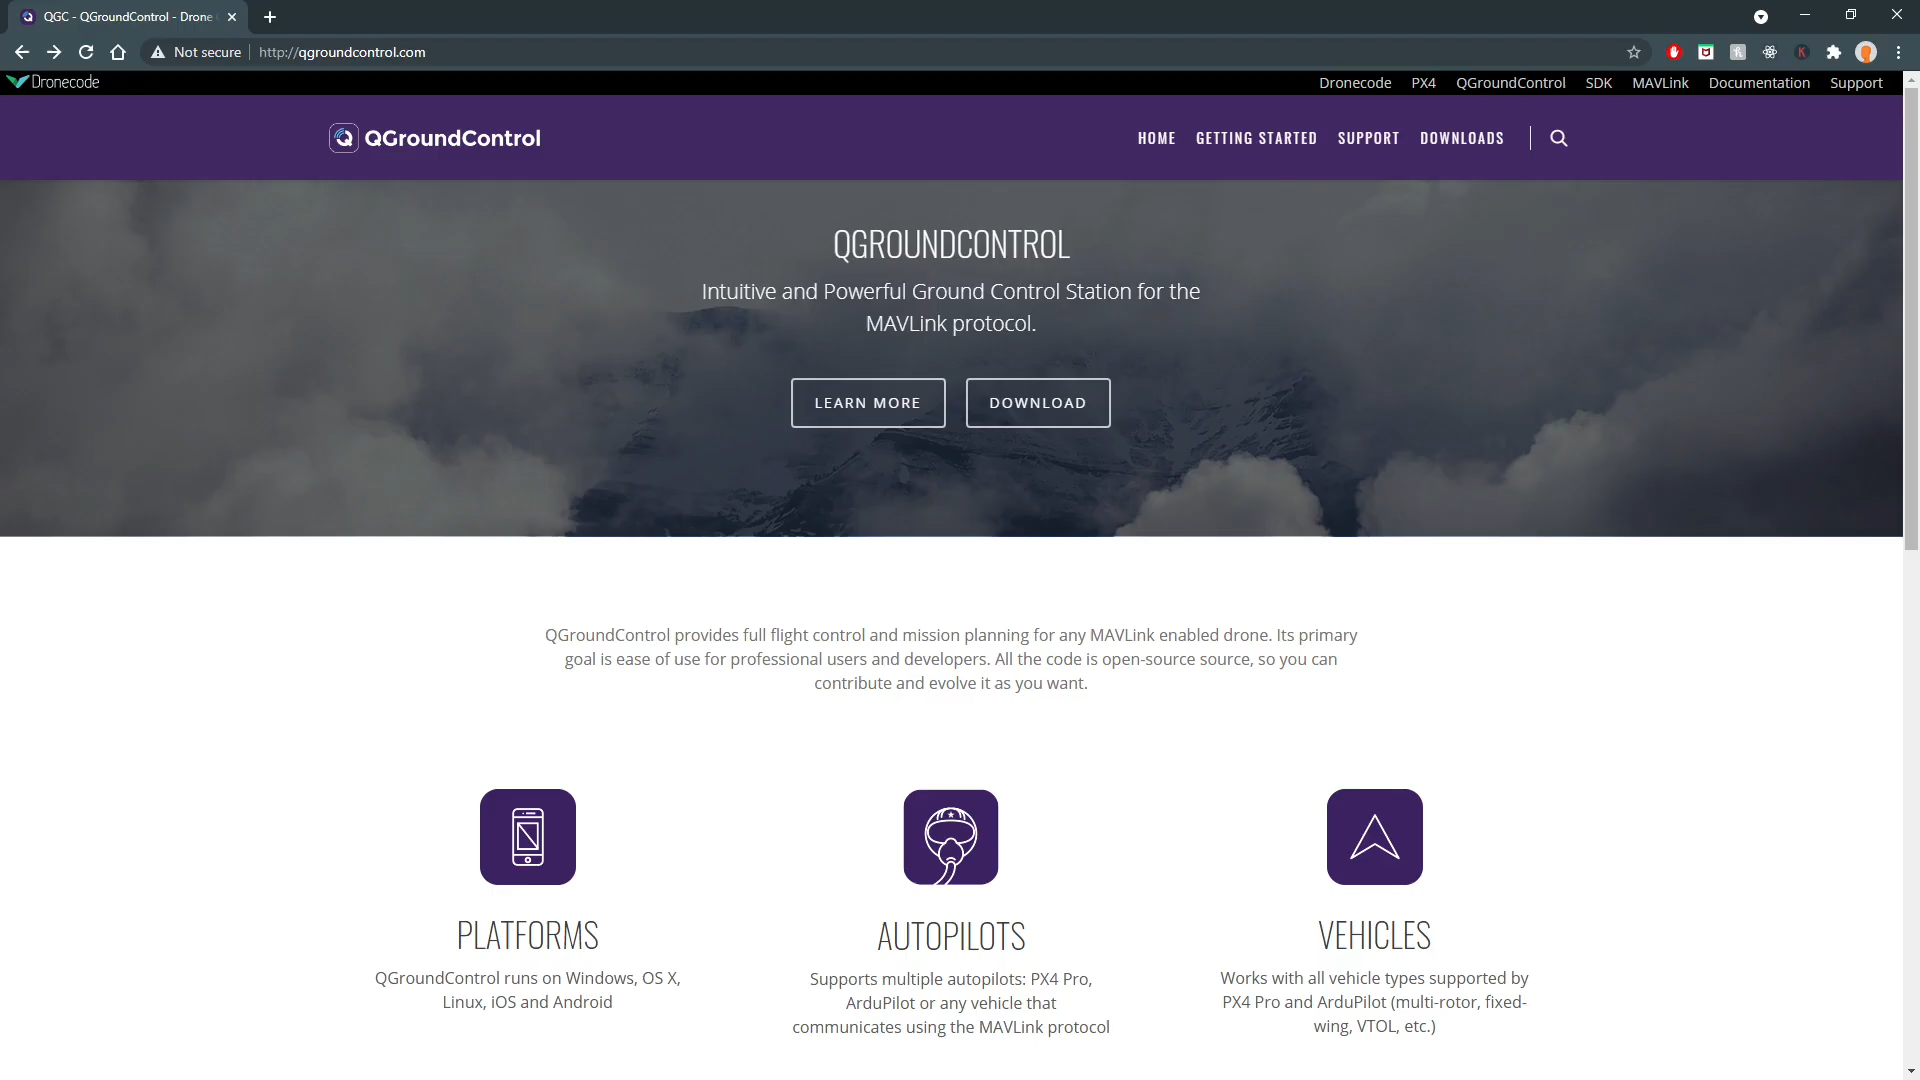 QGC - QGroundControl - Drone
Not secure http://qgroundcontrol.com
Dronecode
Dronecode PX4 QGroundControl SDK MAVLink Documentation Support
QGroundControl
HOME GETTING STARTED SUPPORT DOWNLOADS
QGROUNDCONTROL
Intuitive and Powerful Ground Control Station for the
MAVLink protocol.
LEARN MORE DOWNLOAD
QGroundControl provides full flight control and mission planning for any MAVLink enabled drone. Its primary
goal is ease of use for professional users and developers. All the code is open-source source, so you can
contribute and evolve it as you want.
PLATFORMS
QGroundControl runs on Windows, OS X,
Linux, iOS and Android
AUTOPILOTS
Supports multiple autopilots: PX4 Pro,
ArduPilot or any vehicle that
communicates using the MAVLink protocol
VEHICLES
Works with all vehicle types supported by
PX4 Pro and ArduPilot (multi-rotor, fixed-
wing, VTOL, etc.)